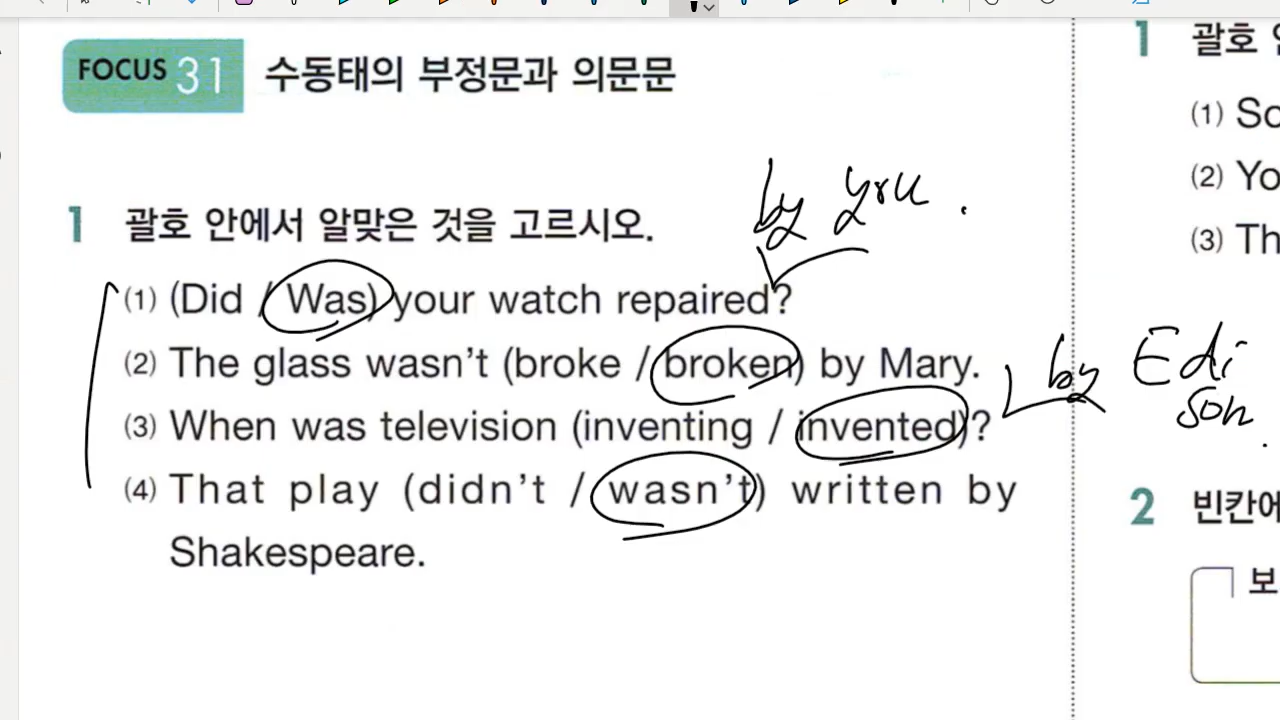 FOCUS 31 수동태의 부정문과 의문문
by you.
1 괄호 안에서 알맞은 것을 고르시오.
(1) (Did / Was) your watch repaired?
(2) The glass wasn't (broke / broken) by Mary.
(3) When was television (inventing / invented)?
by Edi
son.
(4) That play (didn't / wasn't) written by
Shakespeare.
1 괄호
(1) So
(2) Yo
(3) Th
2 빈칸에
보